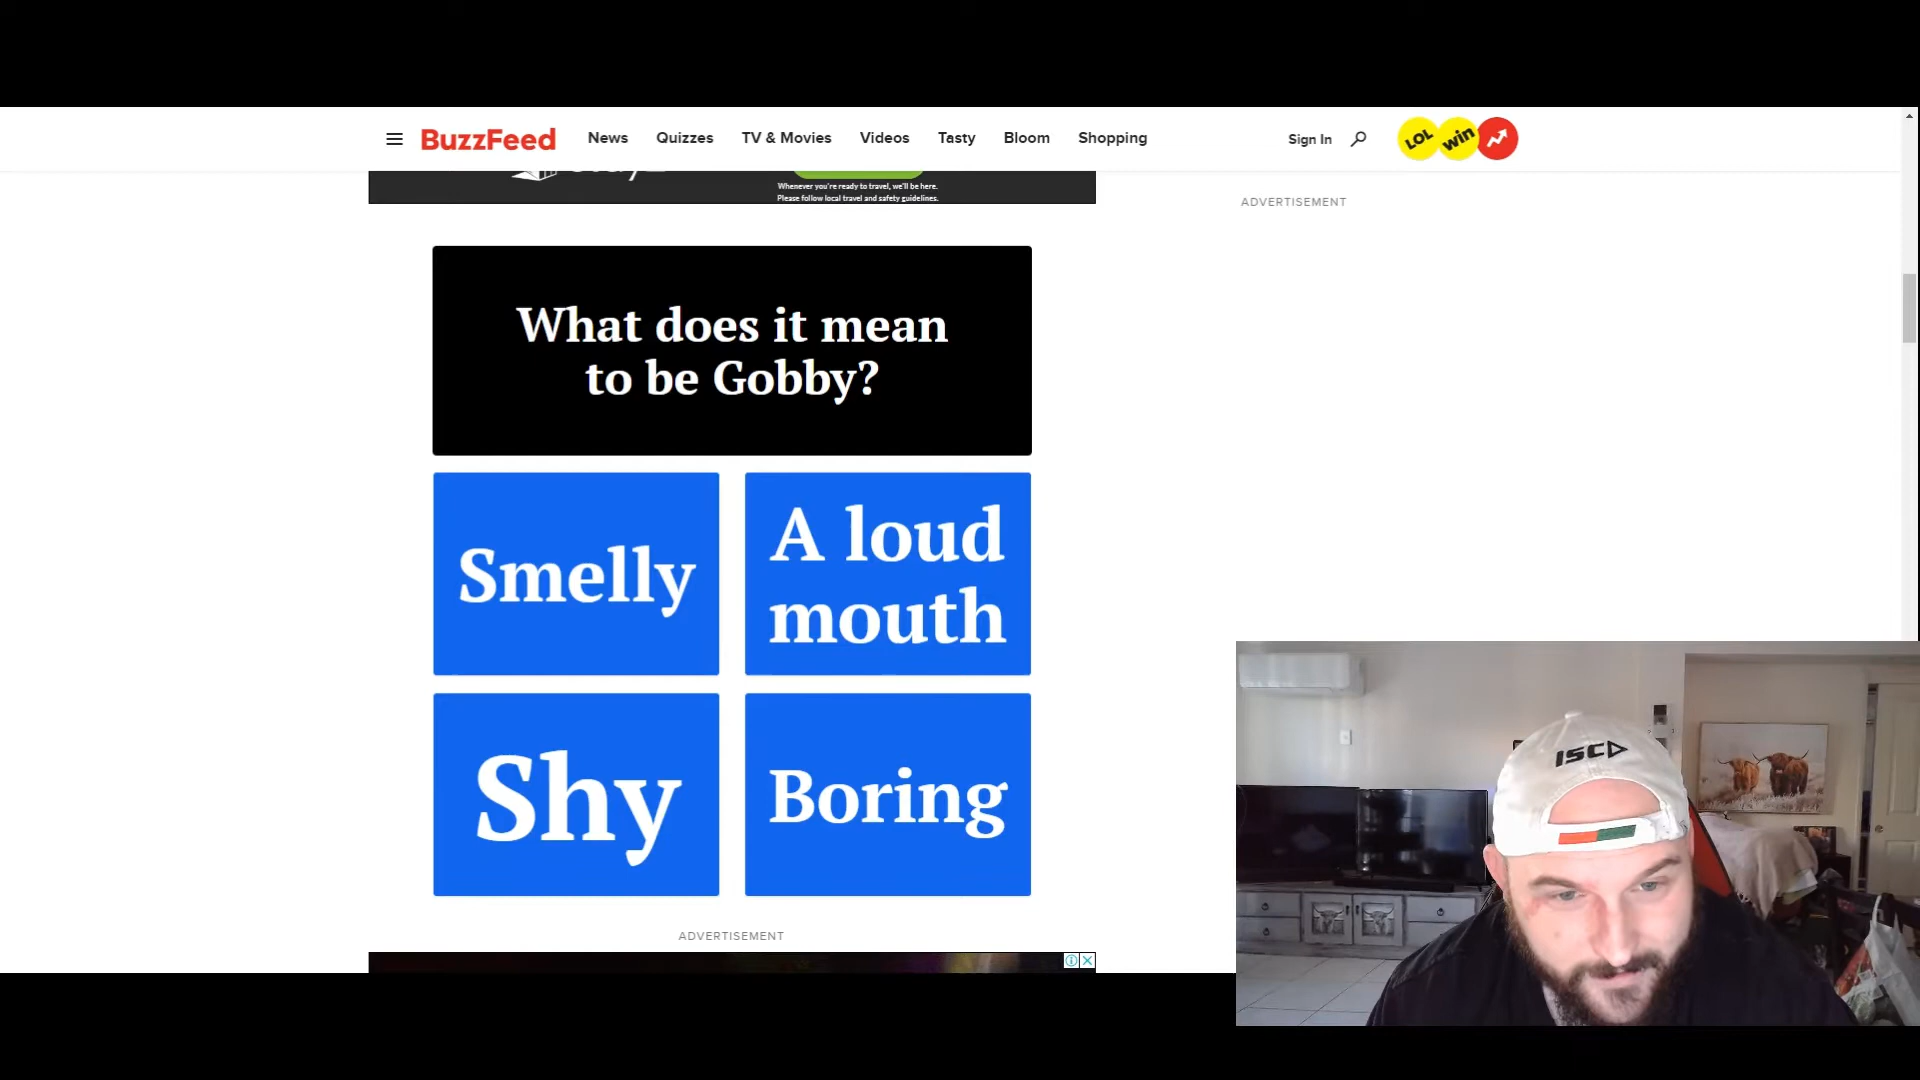 BuzzFeed
News
Quizzes
TV & Movies
Videos
Tasty
Bloom
Shopping
Sign In
LOL
win
Whenever you're ready to travel, we'll be here.
Please follow local travel and safety guidelines.
ADVERTISEMENT
What does it mean
to be Gobby?
Smelly
A loud
mouth
Shy
Boring
ADVERTISEMENT
ISC